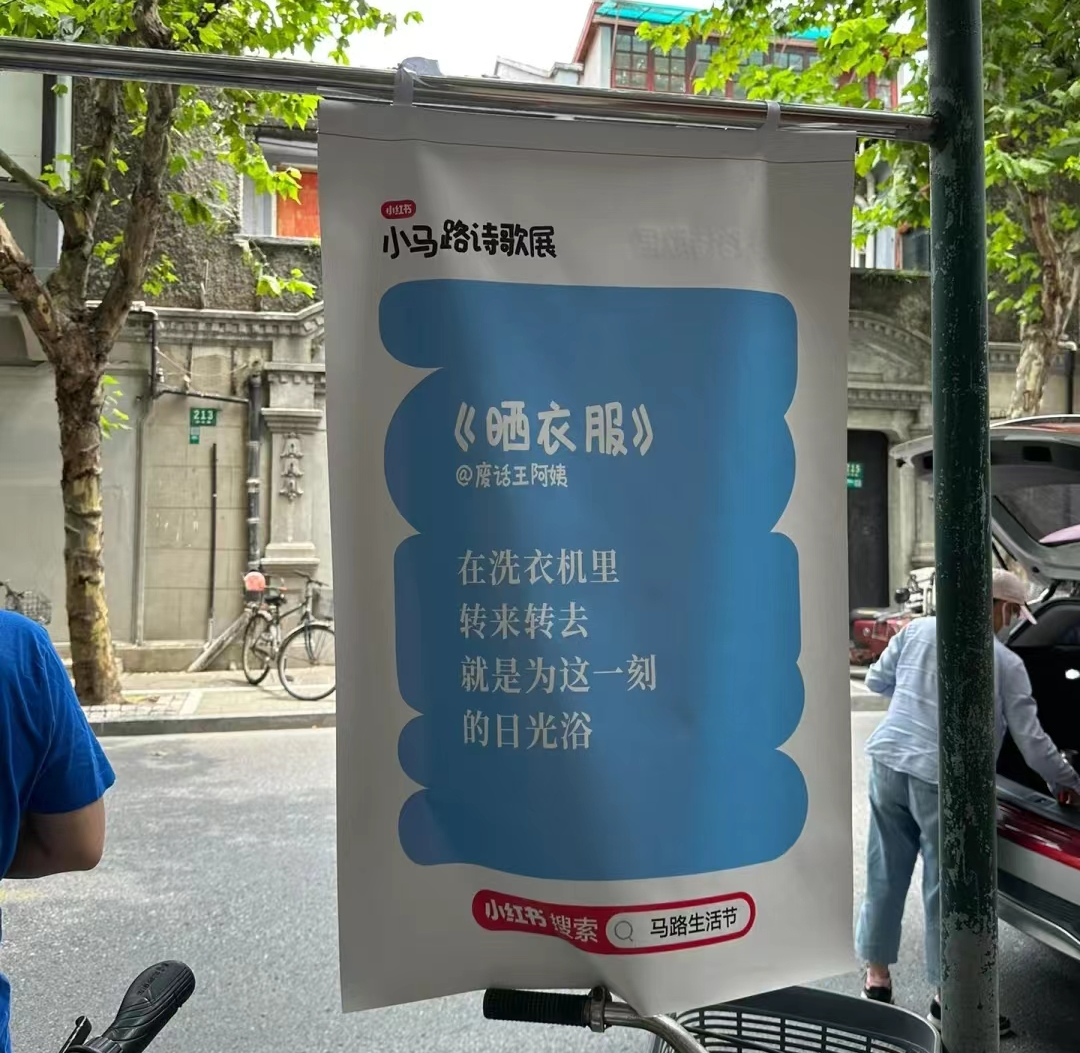 小红书
小马路诗歌展
《晒衣服》
@废话王阿姨
在洗衣机里
转来转去
就是为这一刻
的日光浴
小红书 搜索 马路生活节
213
215